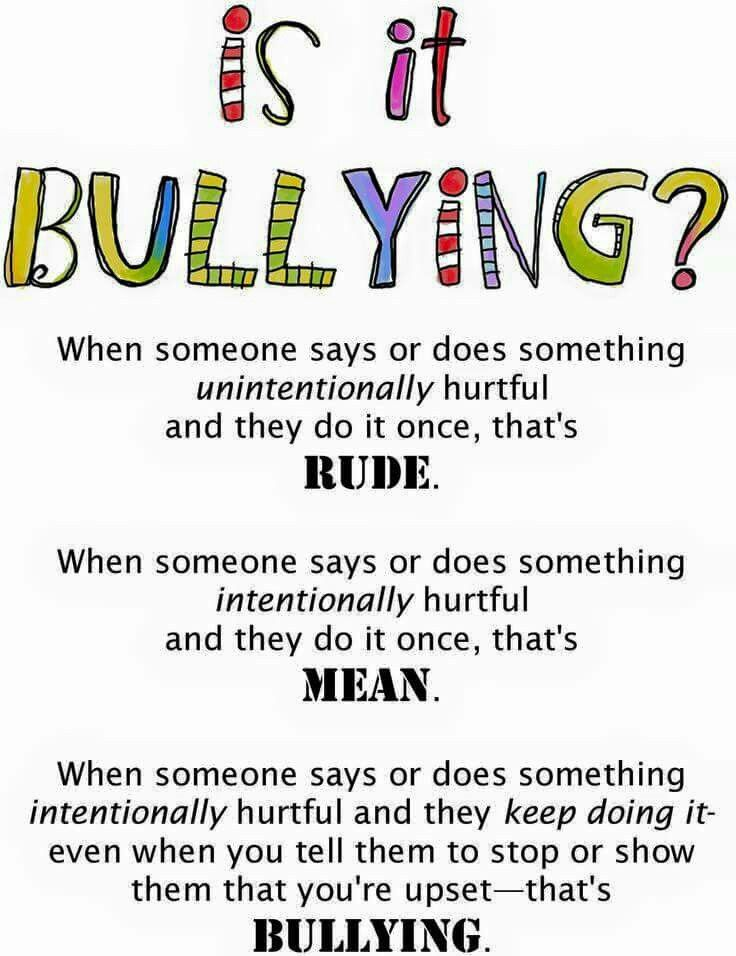 is it
BULLYiNG?
When someone says or does something
unintentionally hurtful
and they do it once, that's
RUDE.
When someone says or does something
intentionally hurtful
and they do it once, that's
MEAN.
When someone says or does something
intentionally hurtful and they keep doing it-
even when you tell them to stop or show
them that you're upset—that's
BULLYING.